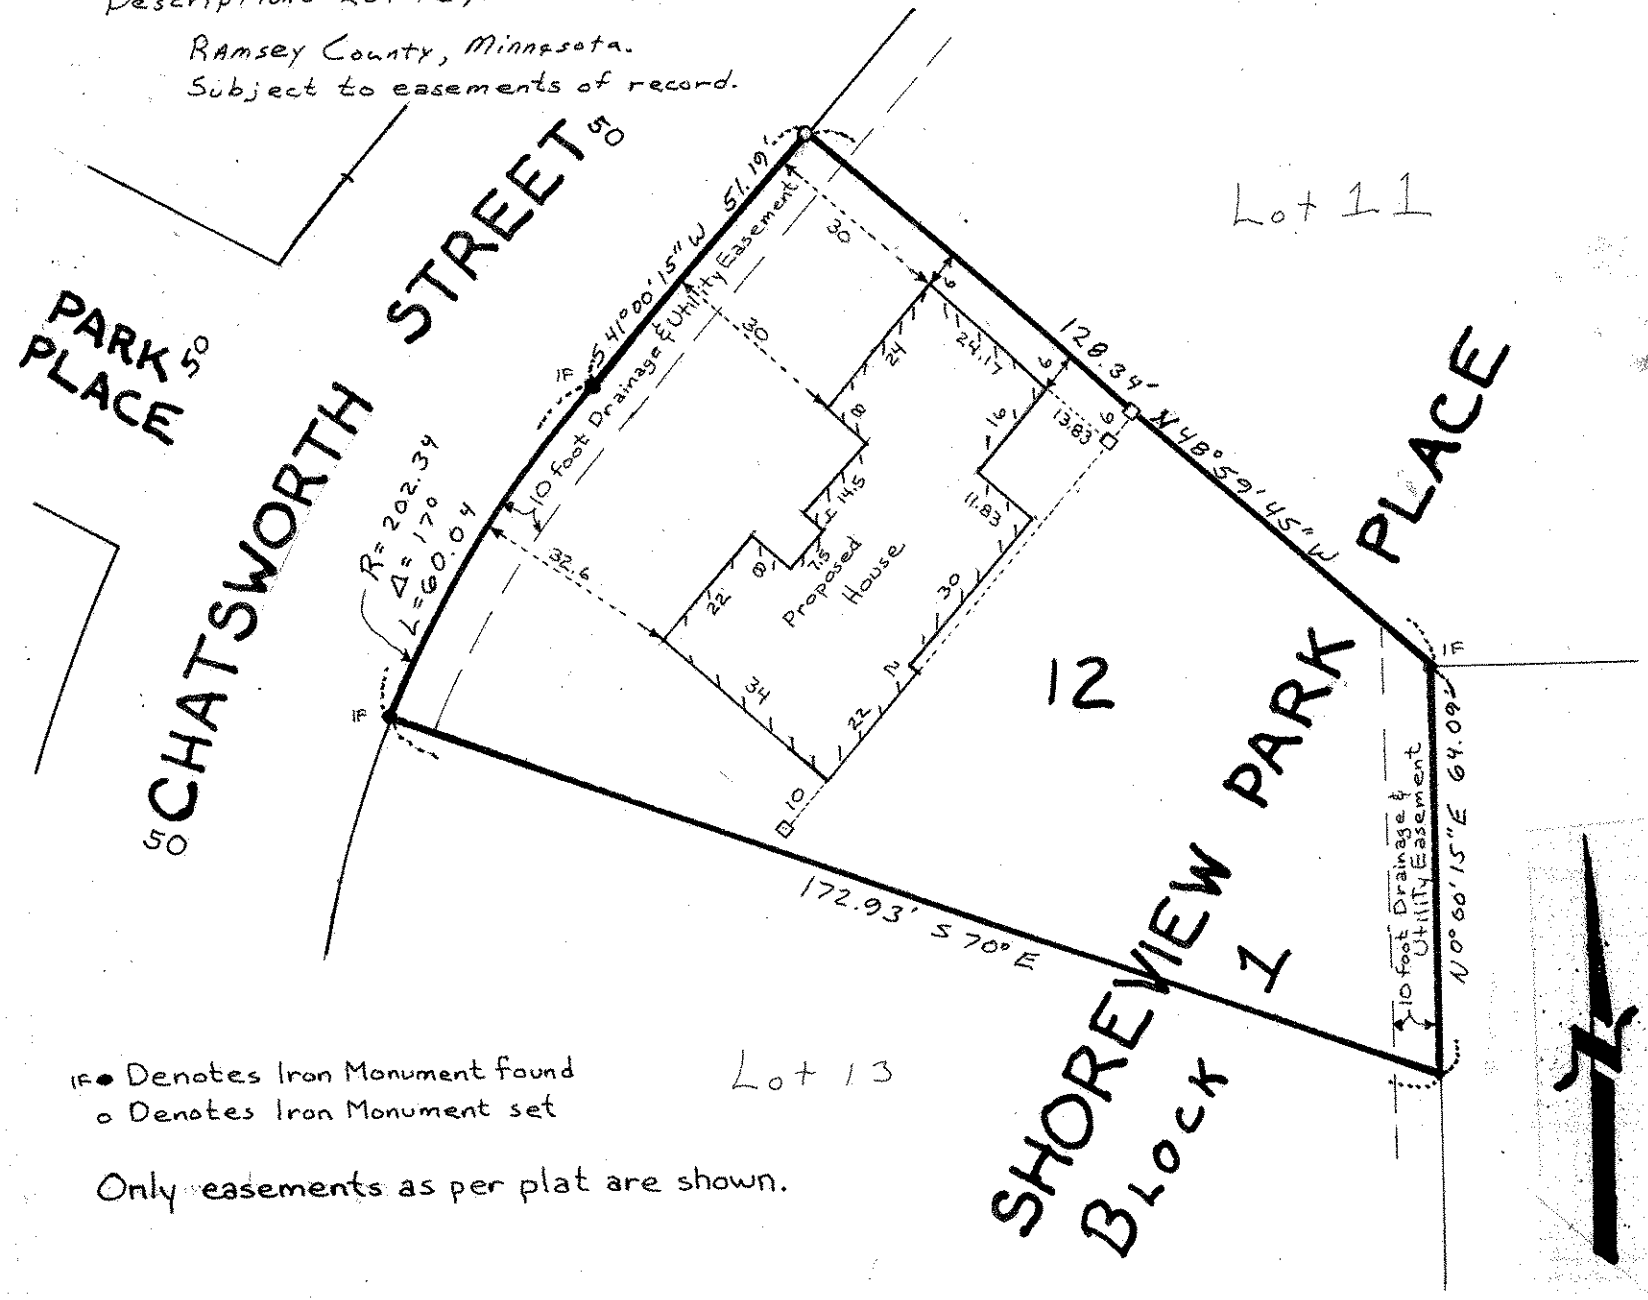 Ramsey County, Minnesota.
Subject to easements of record.
PARK
PLACE
50
CHATSWORTH STREET
50
50
Lot 11
51.19'
S.41°00'15"W
IF
10 foot Drainage & Utility Easement
R=202.39
Δ=17°
L=60.04
IF
30
30
32.6
6
6
6
24
24.17
8
16
13.83
14.5
11.83
7.5
8
22
30
2
34
22
10
Proposed
House
128.34'
N48°59'45"W
12
IF
N0°00'15"E 64.09'
10 foot Drainage &
Utility Easement
172.93' S 70° E
SHOREVIEW PARK PLACE
BLOCK 1
Lot 13
IF ● Denotes Iron Monument found
o Denotes Iron Monument set
Only easements as per plat are shown.